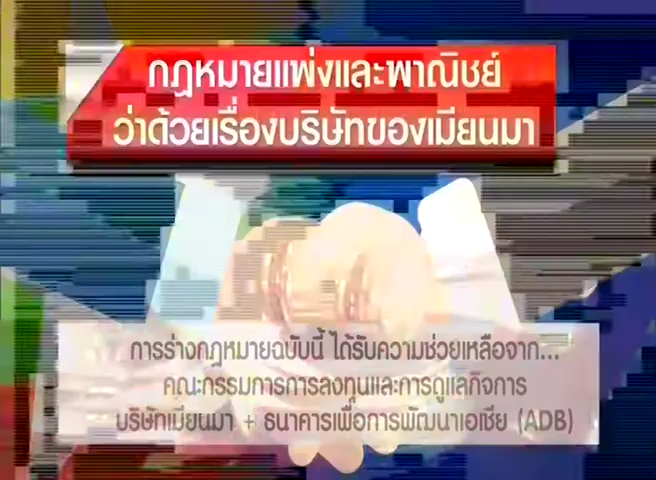 กฎหมายแพ่งและพาณิชย์
ว่าด้วยเรื่องบริษัทของเมียนมา
การร่างกฎหมายฉบับนี้ ได้รับความช่วยเหลือจาก...
คณะกรรมการการลงทุนและการดูแลกิจการ
บริษัทเมียนมา + ธนาคารเพื่อการพัฒนาเอเชีย (ADB)